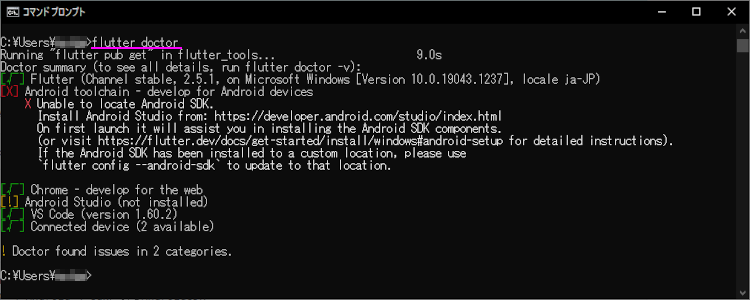 コマンド プロンプト
C:¥Users¥>flutter doctor
Running "flutter pub get" in flutter_tools... 9.0s
Doctor summary (to see all details, run flutter doctor -v):
[√] Flutter (Channel stable, 2.5.1, on Microsoft Windows [Version 10.0.19043.1237], locale ja-JP)
[X] Android toolchain - develop for Android devices
X Unable to locate Android SDK.
Install Android Studio from: https://developer.android.com/studio/index.html
On first launch it will assist you in installing the Android SDK components.
(or visit https://flutter.dev/docs/get-started/install/windows#android-setup for detailed instructions).
If the Android SDK has been installed to a custom location, please use
`flutter config --android-sdk` to update to that location.
[√] Chrome - develop for the web
[!] Android Studio (not installed)
[√] VS Code (version 1.60.2)
[√] Connected device (2 available)
! Doctor found issues in 2 categories.
C:¥Users¥>